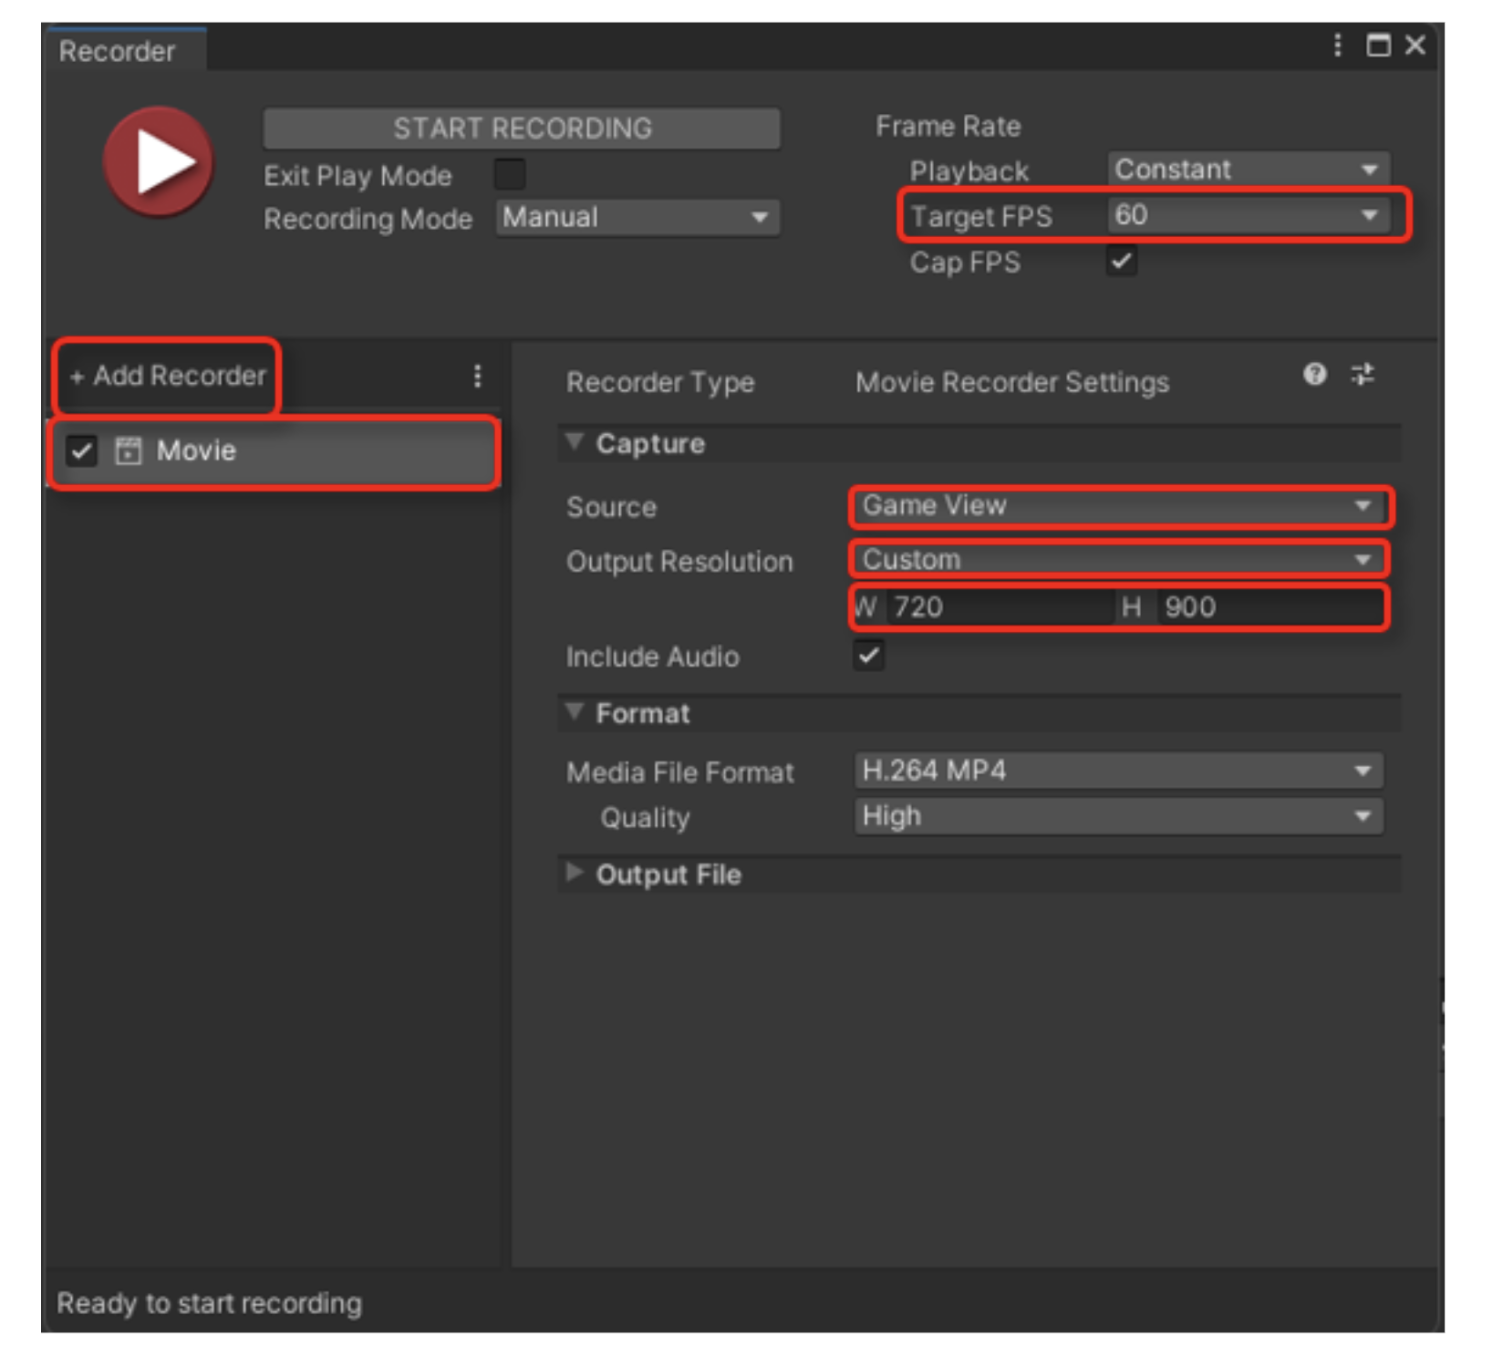 Recorder
START RECORDING
Exit Play Mode
Recording Mode Manual
Frame Rate
Playback Constant
Target FPS 60
Cap FPS
+ Add Recorder
Movie
Recorder Type Movie Recorder Settings
Capture
Source Game View
Output Resolution Custom
W 720 H 900
Include Audio
Format
Media File Format H.264 MP4
Quality High
Output File
Ready to start recording